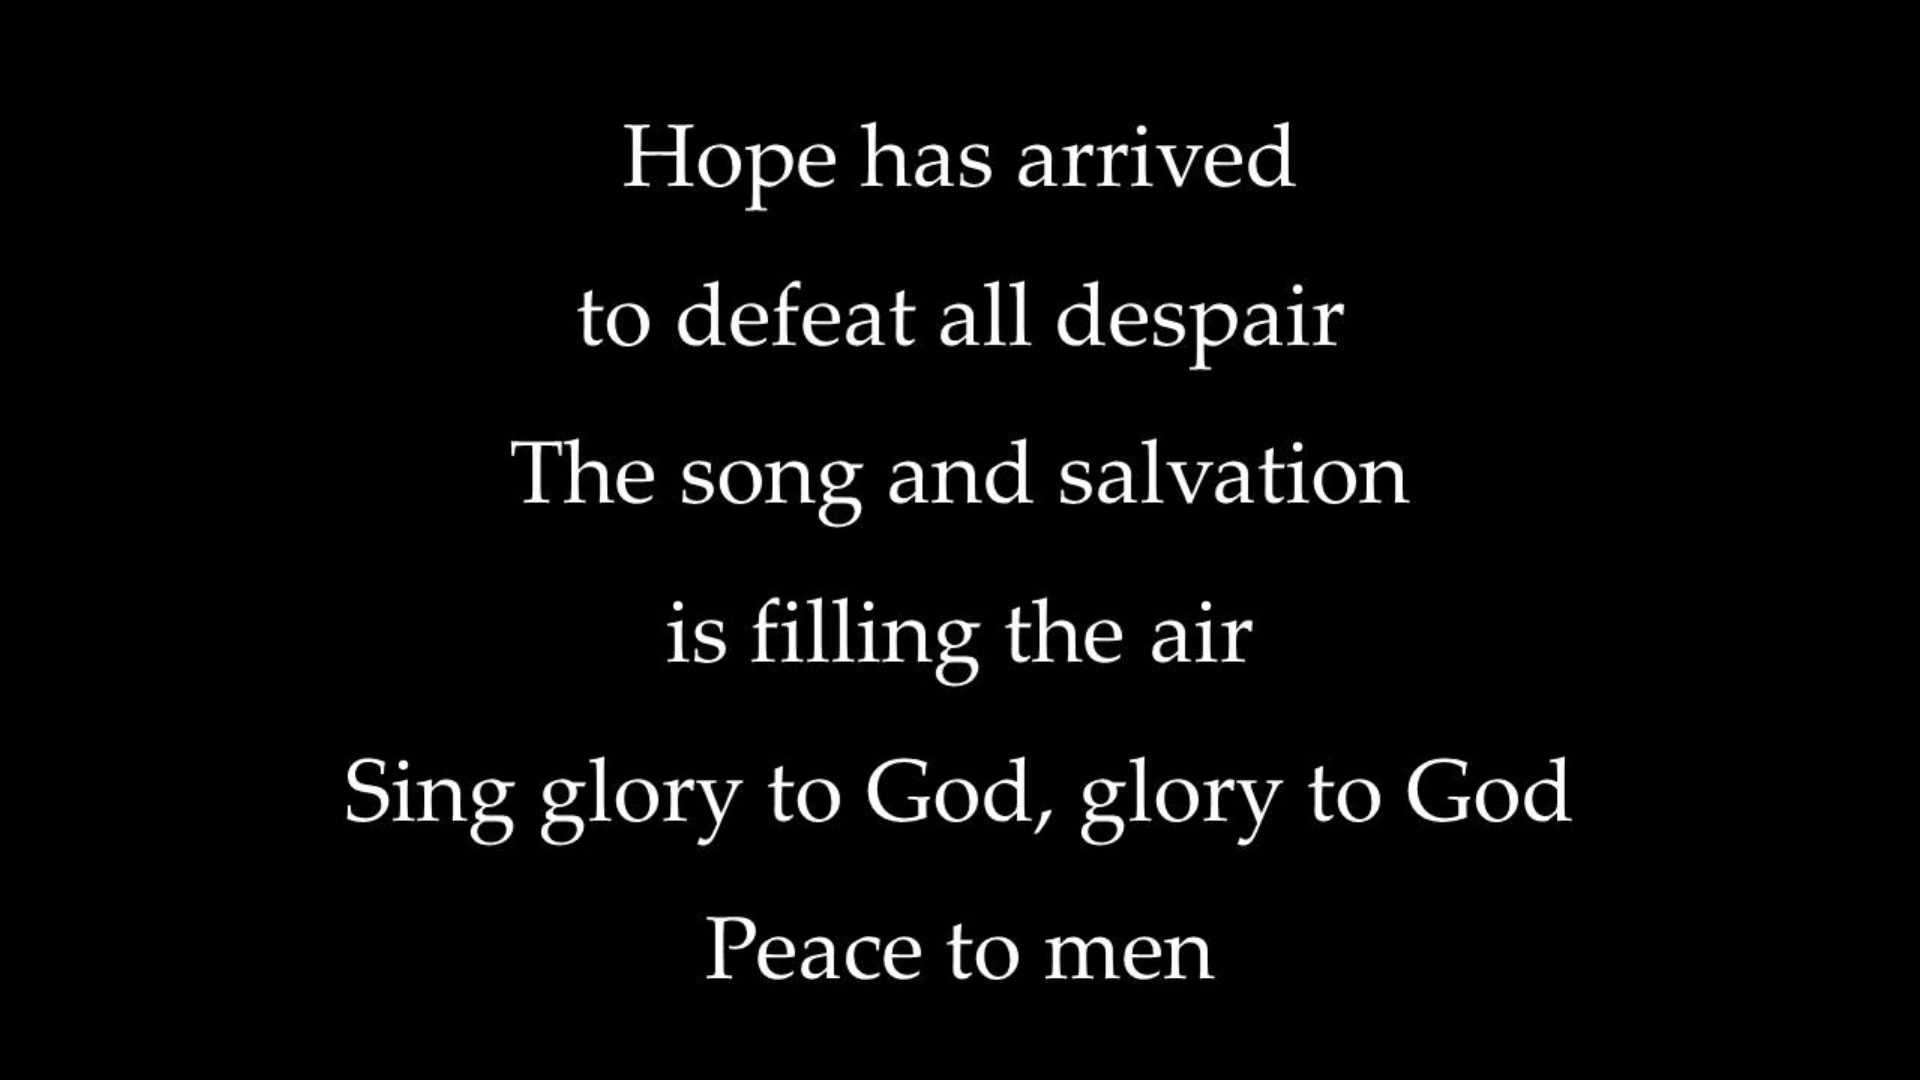 Hope has arrived
to defeat all despair
The song and salvation
is filling the air
Sing glory to God, glory to God
Peace to men